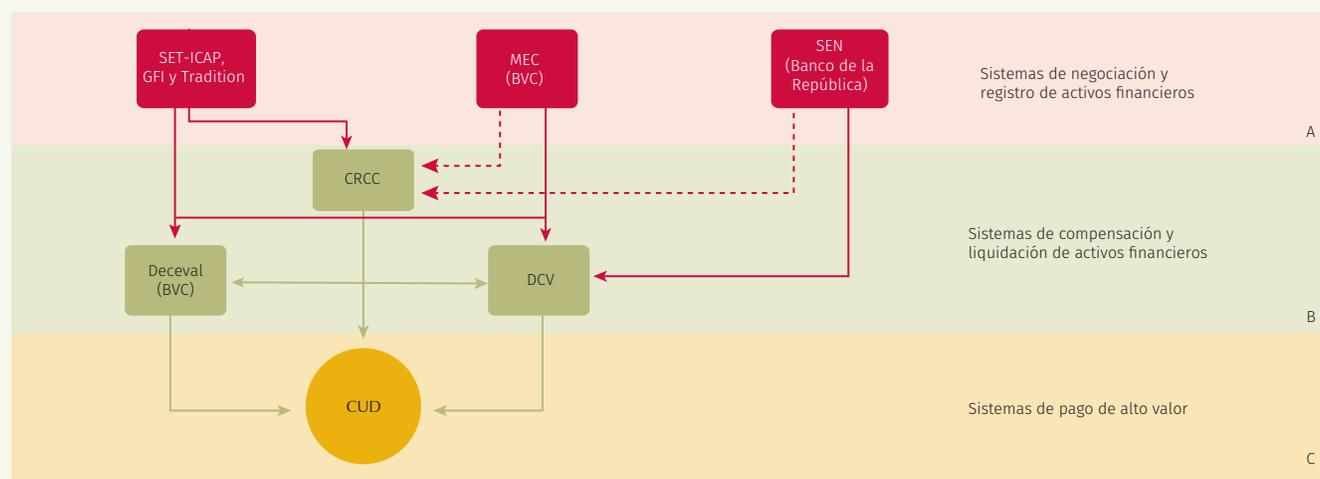 SET-ICAP,
GFI y Tradition
MEC
(BVC)
SEN
(Banco de la
República)
Sistemas de negociación y
registro de activos financieros
A
CRCC
Sistemas de compensación y
liquidación de activos financieros
Deceval
(BVC)
DCV
B
CUD
Sistemas de pago de alto valor
C